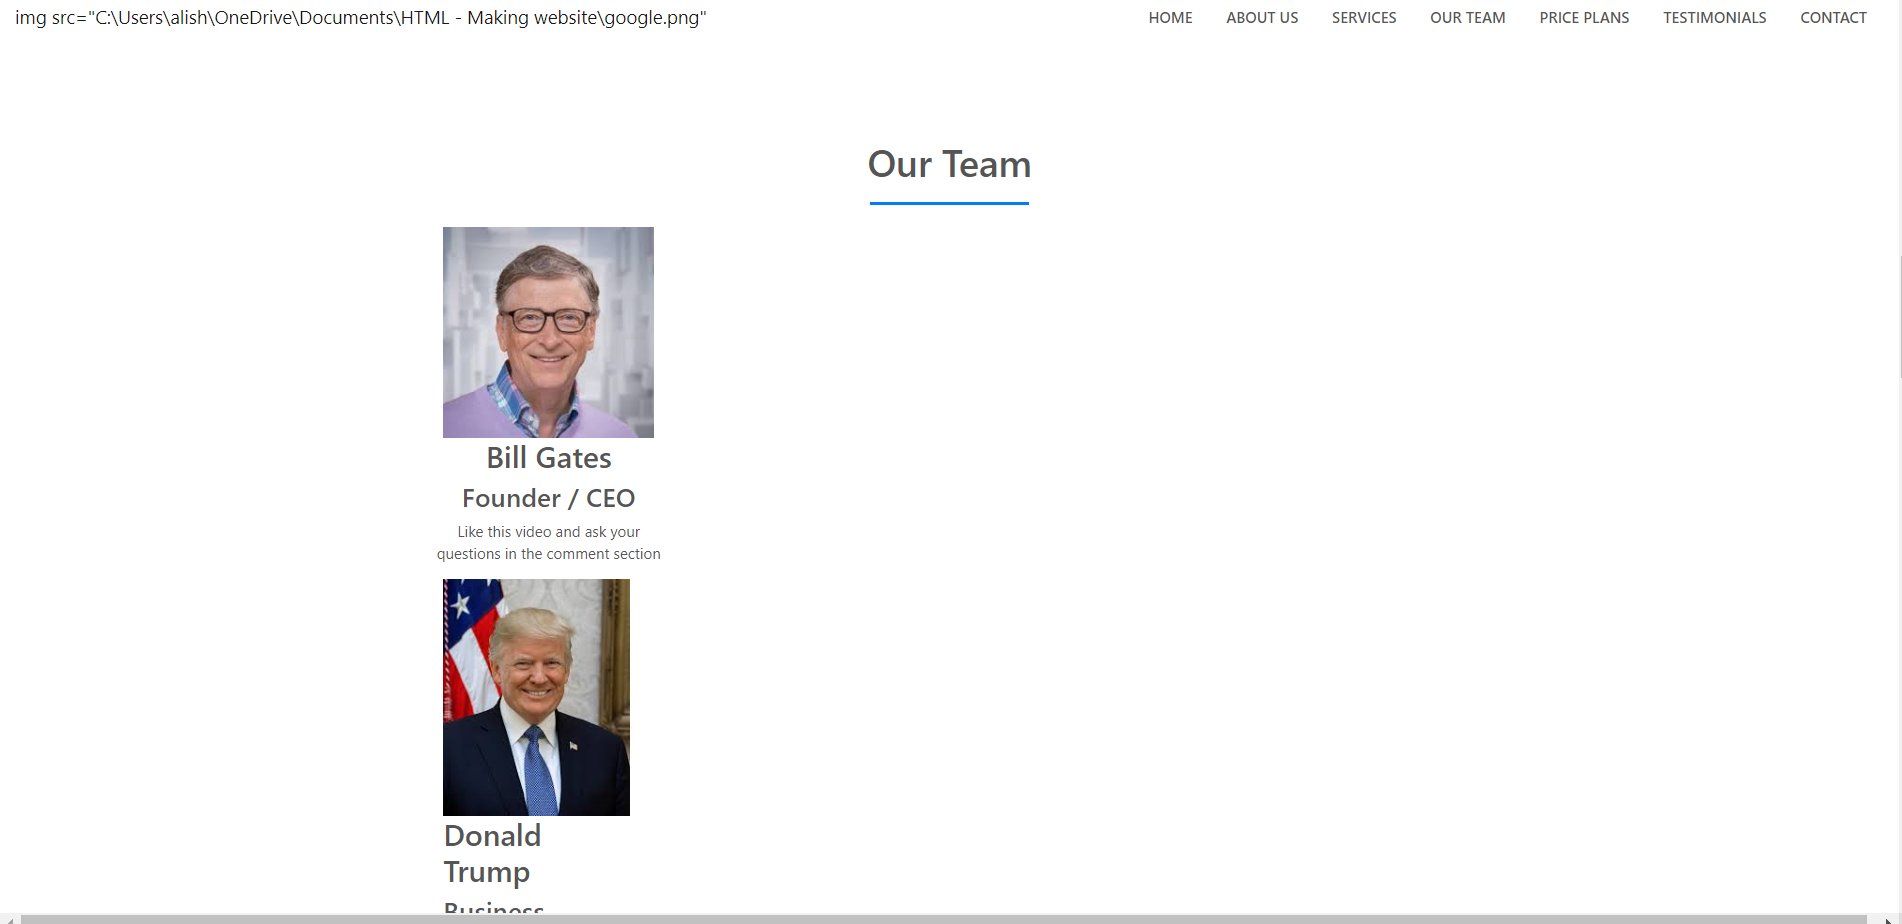 img src="C:\Users\alish\OneDrive\Documents\HTML - Making website\google.png"
HOME ABOUT US SERVICES OUR TEAM PRICE PLANS TESTIMONIALS CONTACT
Our Team
Bill Gates
Founder / CEO
Like this video and ask your
questions in the comment section
Donald
Trump
Business